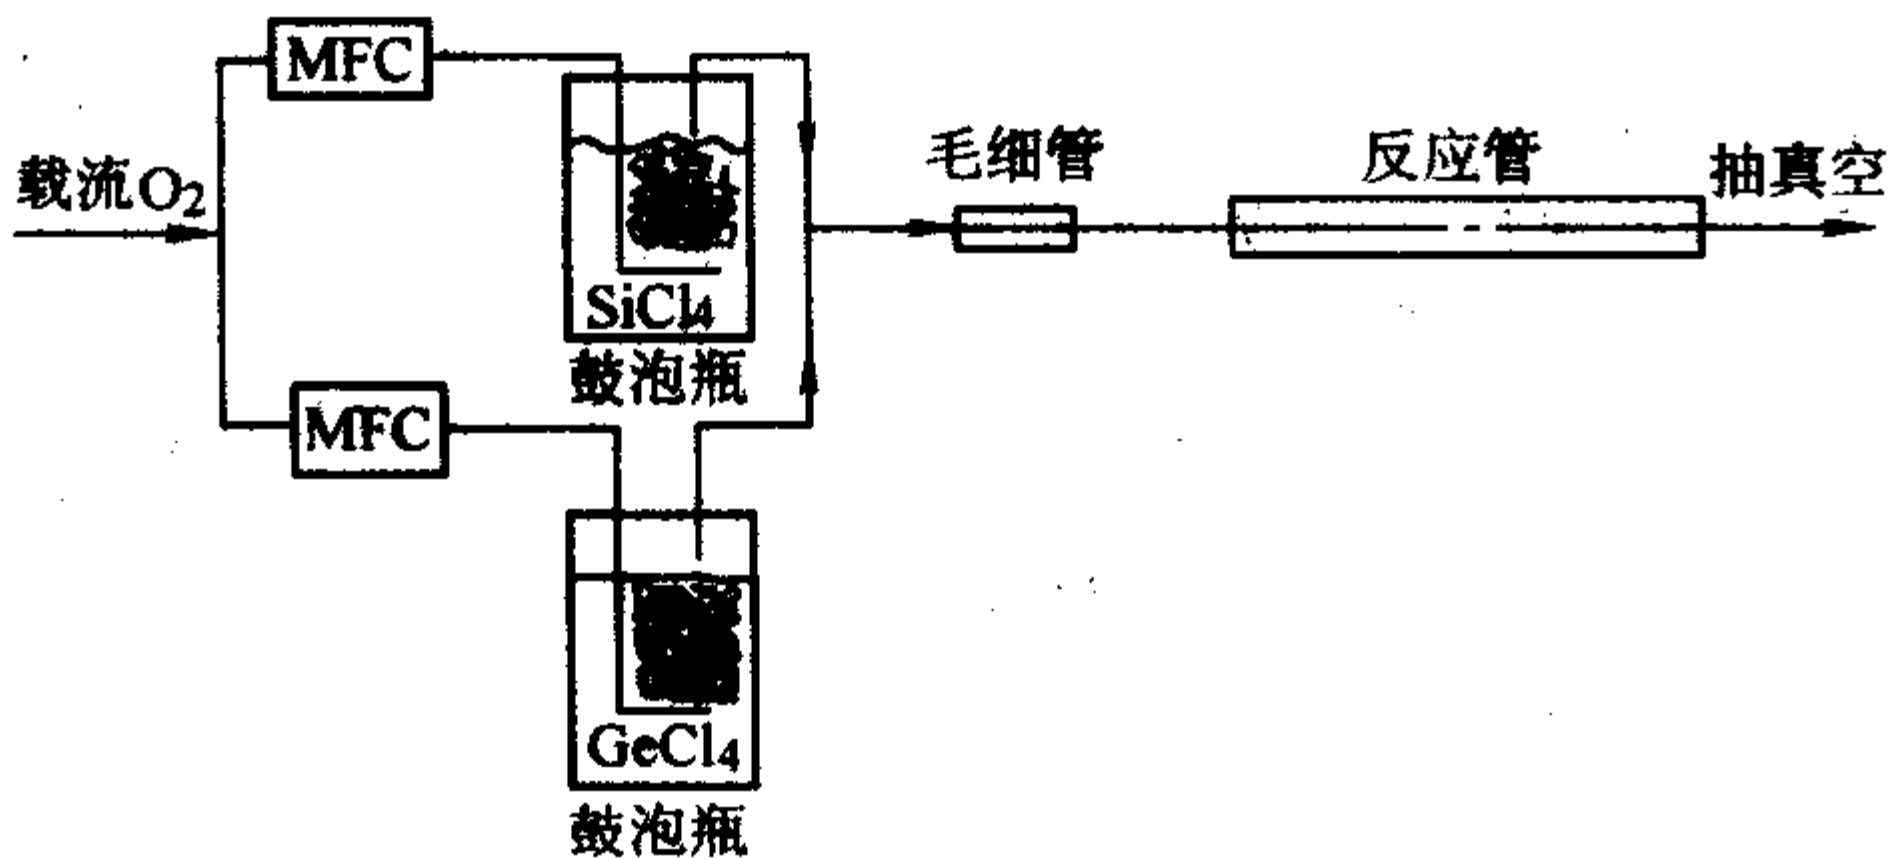 MFC
载流O₂
SiCl₄
鼓泡瓶
毛细管
反应管
抽真空
MFC
GeCl₄
鼓泡瓶